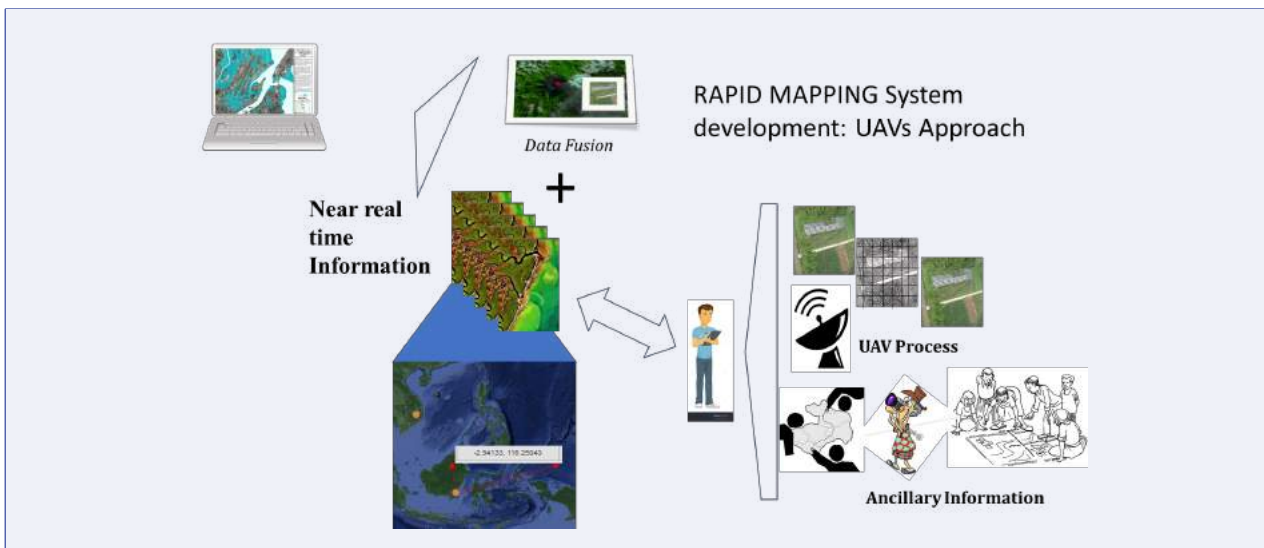 RAPID MAPPING System
development: UAVs Approach
Data Fusion
+
Near real
time
Information
UAV Process
Ancillary Information